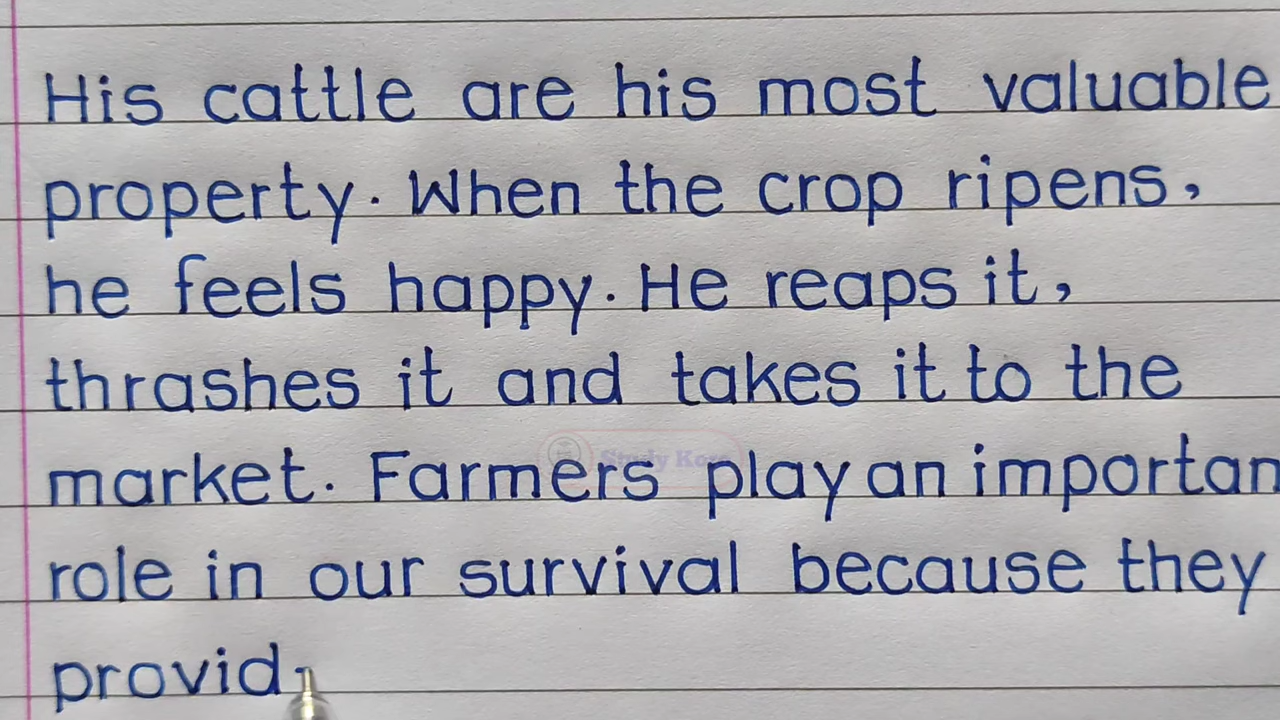 His cattle are his most valuable
property. When the crop ripens,
he feels happy. He reaps it,
thrashes it and takes it to the
market. Farmers play an importan
role in our survival because they
provid